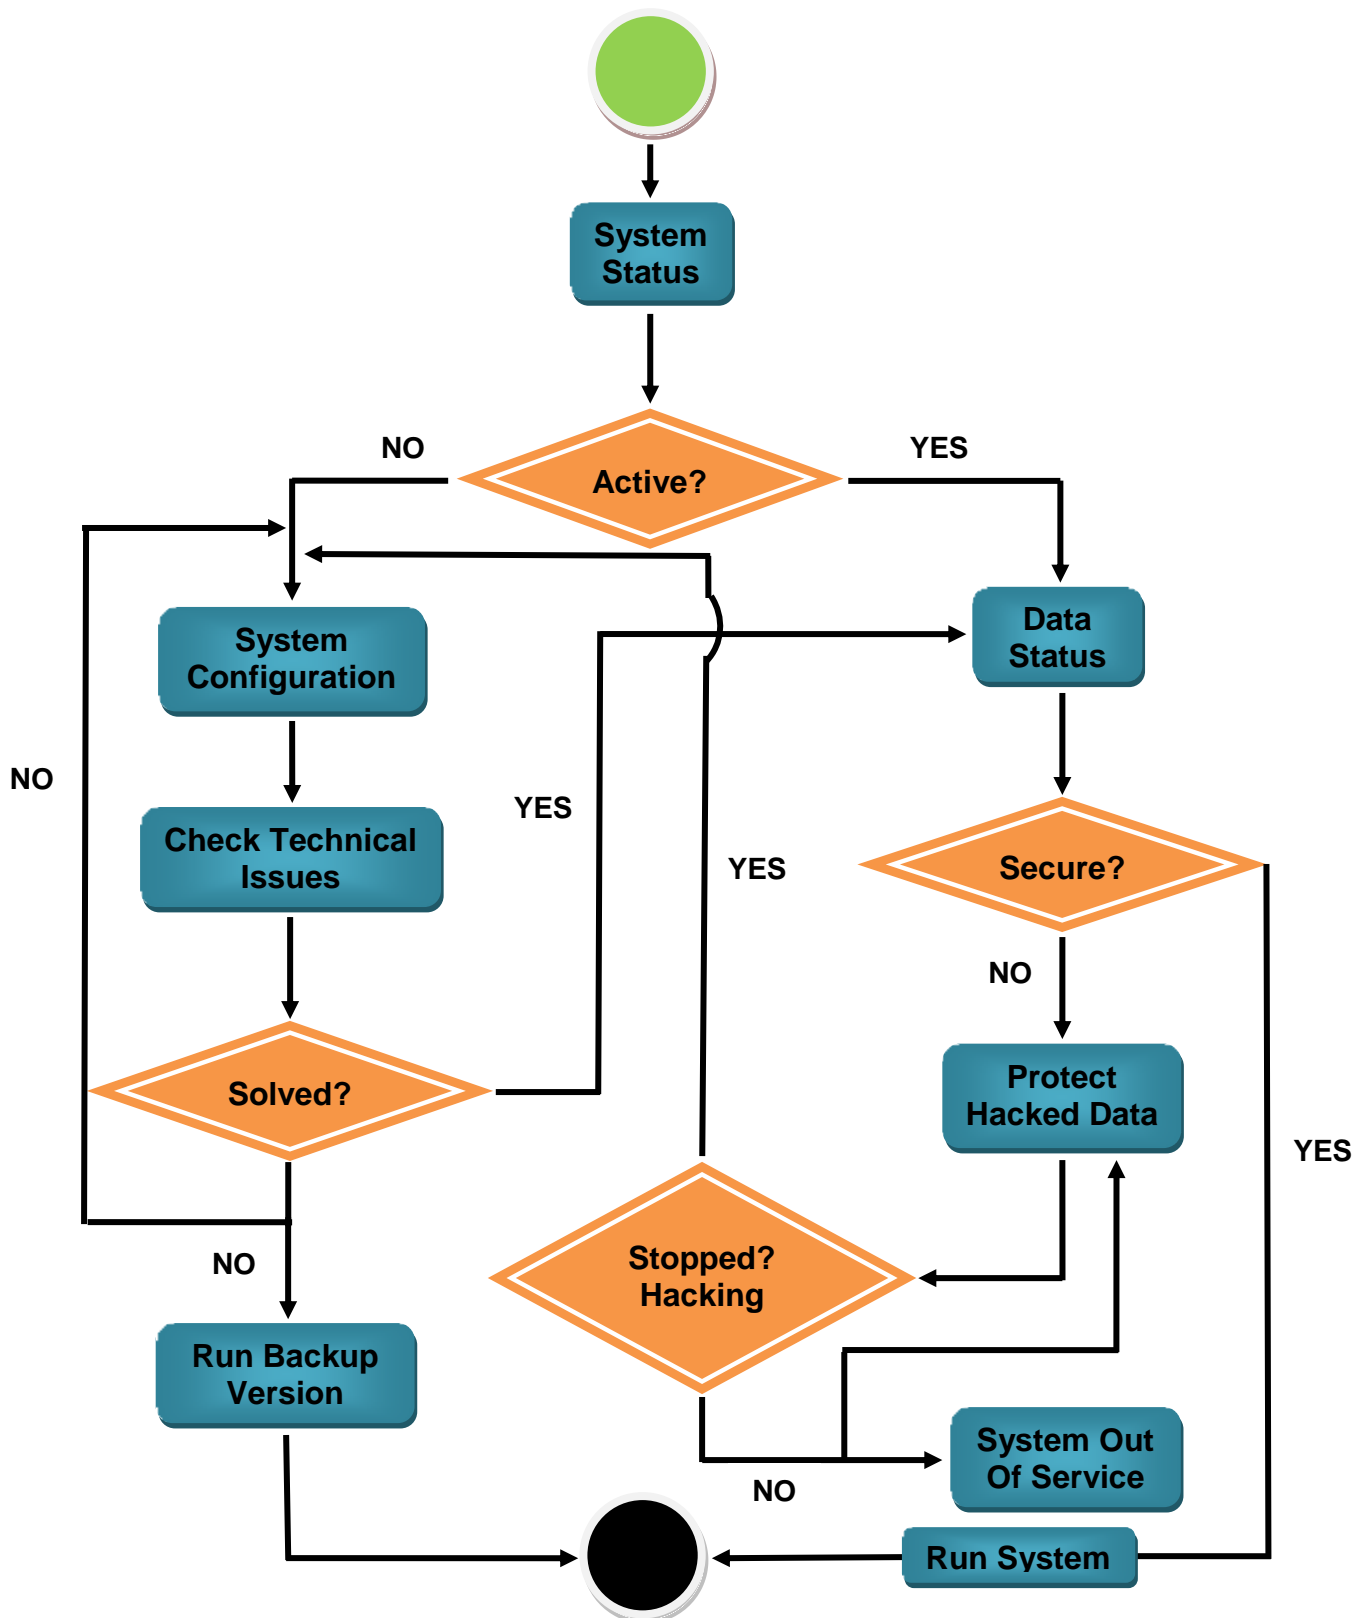 System
Status
NO
YES
Active?
System
Configuration
Data
Status
NO
YES
Check Technical
Issues
YES
Secure?
NO
Solved?
Protect
Hacked Data
YES
NO
Stopped?
Hacking
Run Backup
Version
System Out
Of Service
NO
Run System